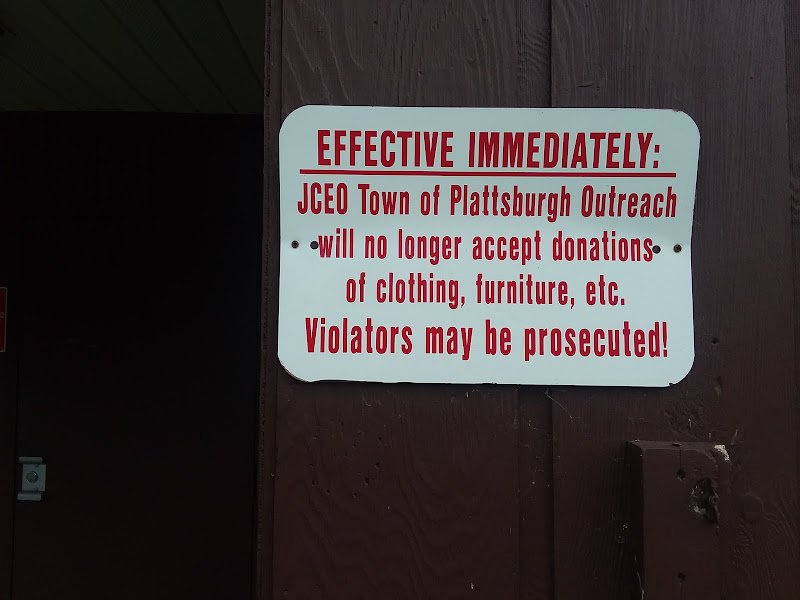 EFFECTIVE IMMEDIATELY:
JCEO Town of Plattsburgh Outreach
will no longer accept donations
of clothing, furniture, etc.
Violators may be prosecuted!